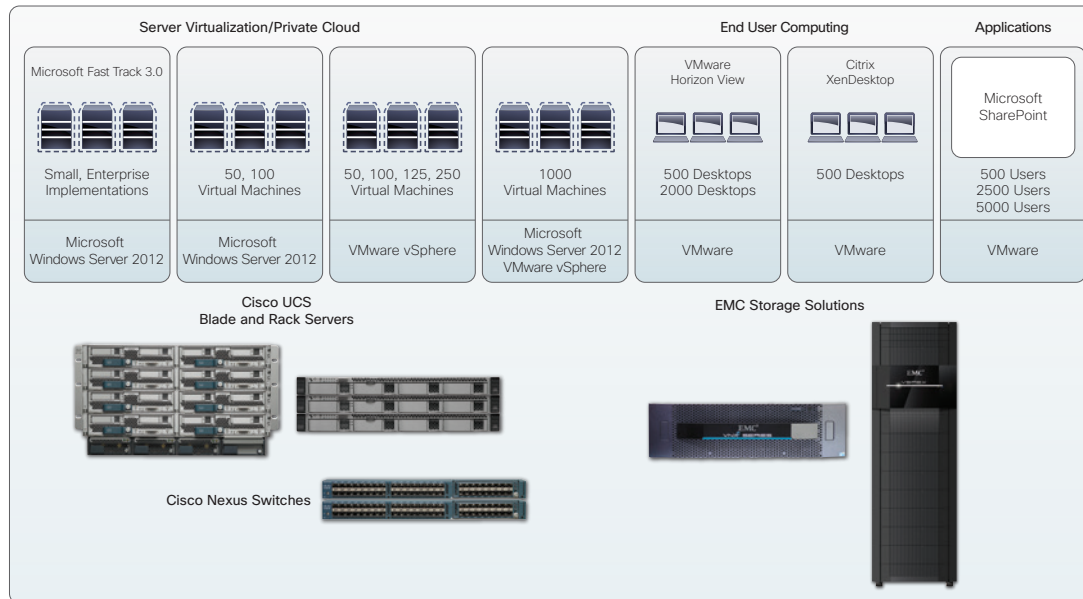 Server Virtualization/Private Cloud
End User Computing
Applications
Microsoft Fast Track 3.0
Small, Enterprise
Implementations
Microsoft
Windows Server 2012
50, 100
Virtual Machines
Microsoft
Windows Server 2012
50, 100, 125, 250
Virtual Machines
VMware vSphere
1000
Virtual Machines
Microsoft
Windows Server 2012
VMware vSphere
VMware
Horizon View
500 Desktops
2000 Desktops
VMware
Citrix
XenDesktop
500 Desktops
VMware
Microsoft
SharePoint
500 Users
2500 Users
5000 Users
VMware
Cisco UCS
Blade and Rack Servers
EMC Storage Solutions
Cisco Nexus Switches
EMC²
VNX SERIES
EMC²